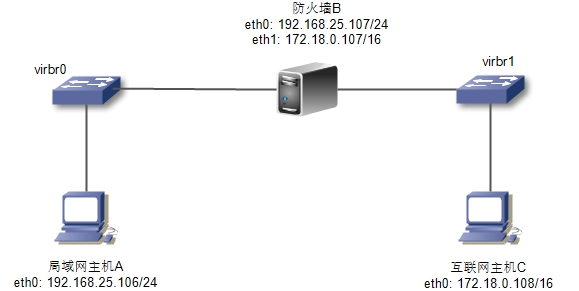 防火墙B
eth0: 192.168.25.107/24
eth1: 172.18.0.107/16
virbr0
virbr1
局域网主机A
eth0: 192.168.25.106/24
互联网主机C
eth0: 172.18.0.108/16